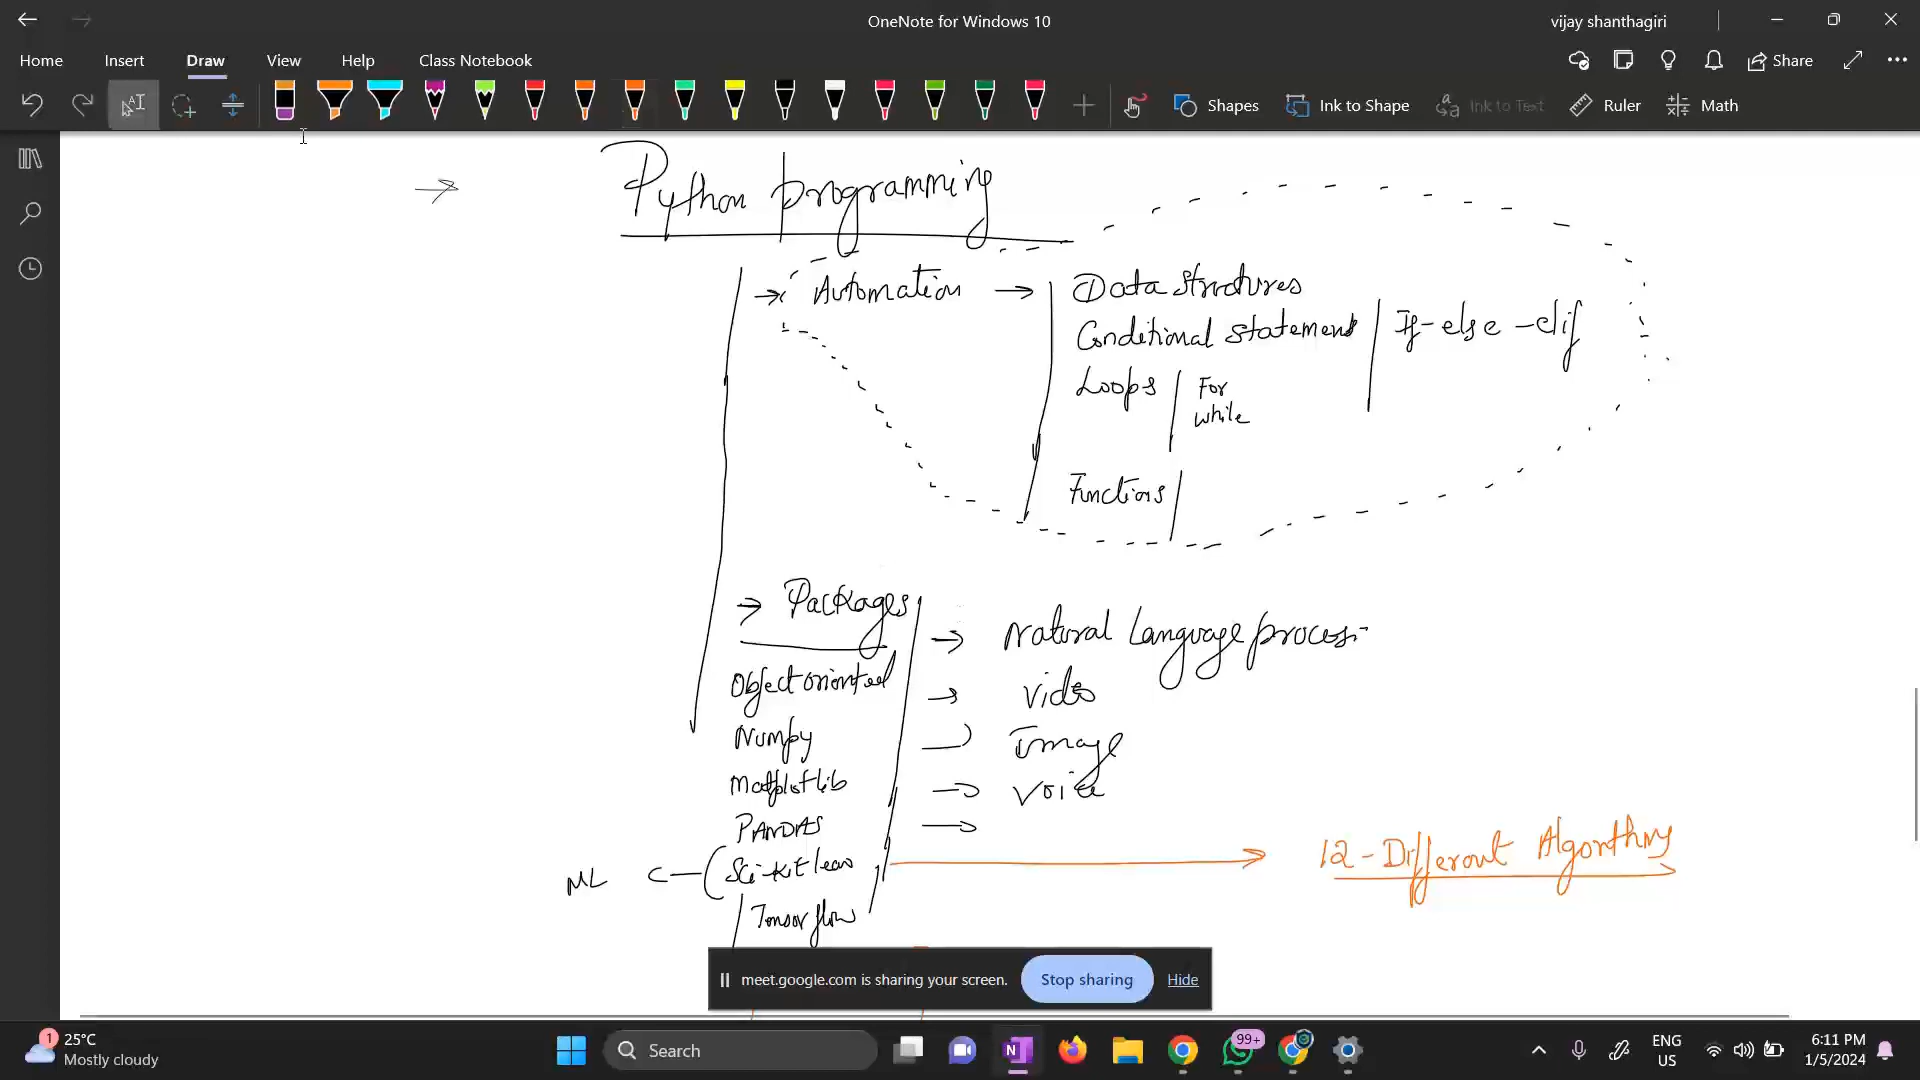 OneNote for Windows 10
vijay shanthagiri
Home Insert Draw View Help Class Notebook
Share
Shapes Ink to Shape Ink to Text Ruler Math
Python programming
Automation
Data structures
Conditional statement
If-else-elif
Loops
For
while
Functions
Packages
Natural Language process
Object oriented
Video
Numpy
Image
Matplotlib
Voice
PANDAS
12-Different Algorithms
Sci-kit learn
ML
Tensorflow
meet.google.com is sharing your screen. Stop sharing Hide
1
25°C
Mostly cloudy
Search
99+
ENG
US
6:11 PM
1/5/2024